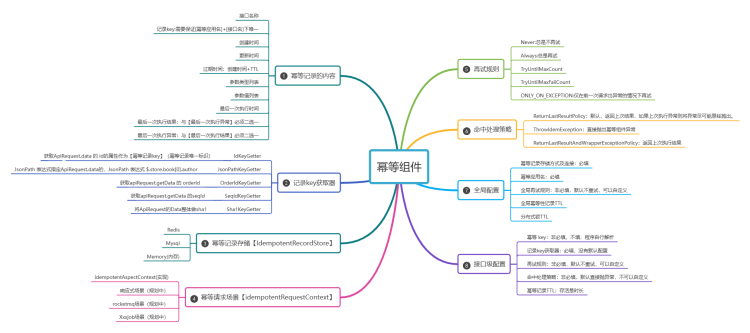 幂等组件
1 幂等记录的内容
接口名称
记录key:需要保证[幂等应用名]+[接口名]下唯一
创建时间
更新时间
过期时间：创建时间+TTL
参数类型列表
参数值列表
最后一次执行时间
最后一次执行结果：与【最后一次执行异常】必须二选一
最后一次执行异常：与【最后一次执行结果】必须二选一
2 记录key获取器
IdKeyGetter
获取ApiRequest.data 的 id的属性作为【幂等记录key】（幂等记录唯一标识）
JsonPathKeyGetter
JsonPath 表达式限定ApiRequest.data的，JsonPath 表达式 $.store.book[0].author
OrderIdKeyGetter
获取apiRequest.getData 的 orderId
SeqIdKeyGetter
获取apiRequest.getData 的seqId
Sha1KeyGetter
将ApiRequest的Data整体做sha1
3 幂等记录存储【IdempotentRecordStore】
Redis
Mysql
Memory(内存)
4 幂等请求场景【IdempotentRequestContext】
idempotentAspectContext(实现)
响应式场景（规划中）
rocketmq场景（规划中）
Xxojob场景（规划中）
5 再试规则
Never:总是不再试
Always:总是再试
TryUntilMaxCount
TryUntilMaxFailCount
ONLY_ON_EXCEPTION:仅在前一次请求出异常的情况下再试
6 命中处理策略
ReturnLastResultPolicy：默认，返回上次结果，如果上次执行异常则将异常尽可能原样抛出。
ThrowIdemException：直接抛出幂等组件异常
ReturnLastResultAndWrapperExceptionPolicy：返回上次执行结果
7 全局配置
幂等记录存储方式及连接：必填
幂等应用名：必填
全局再试规则：非必填，默认不重试，可以自定义
全局幂等性记录TTL
分布式锁TTL
8 接口级配置
幂等 key：非必填，不填，程序自行解析
记录key获取器：必填，没有默认配置
再试规则：非必填，默认不重试，可以自定义
命中处理策略：非必填，默认直接抛异常，不可以自定义
幂等记录TTL：存活是时长